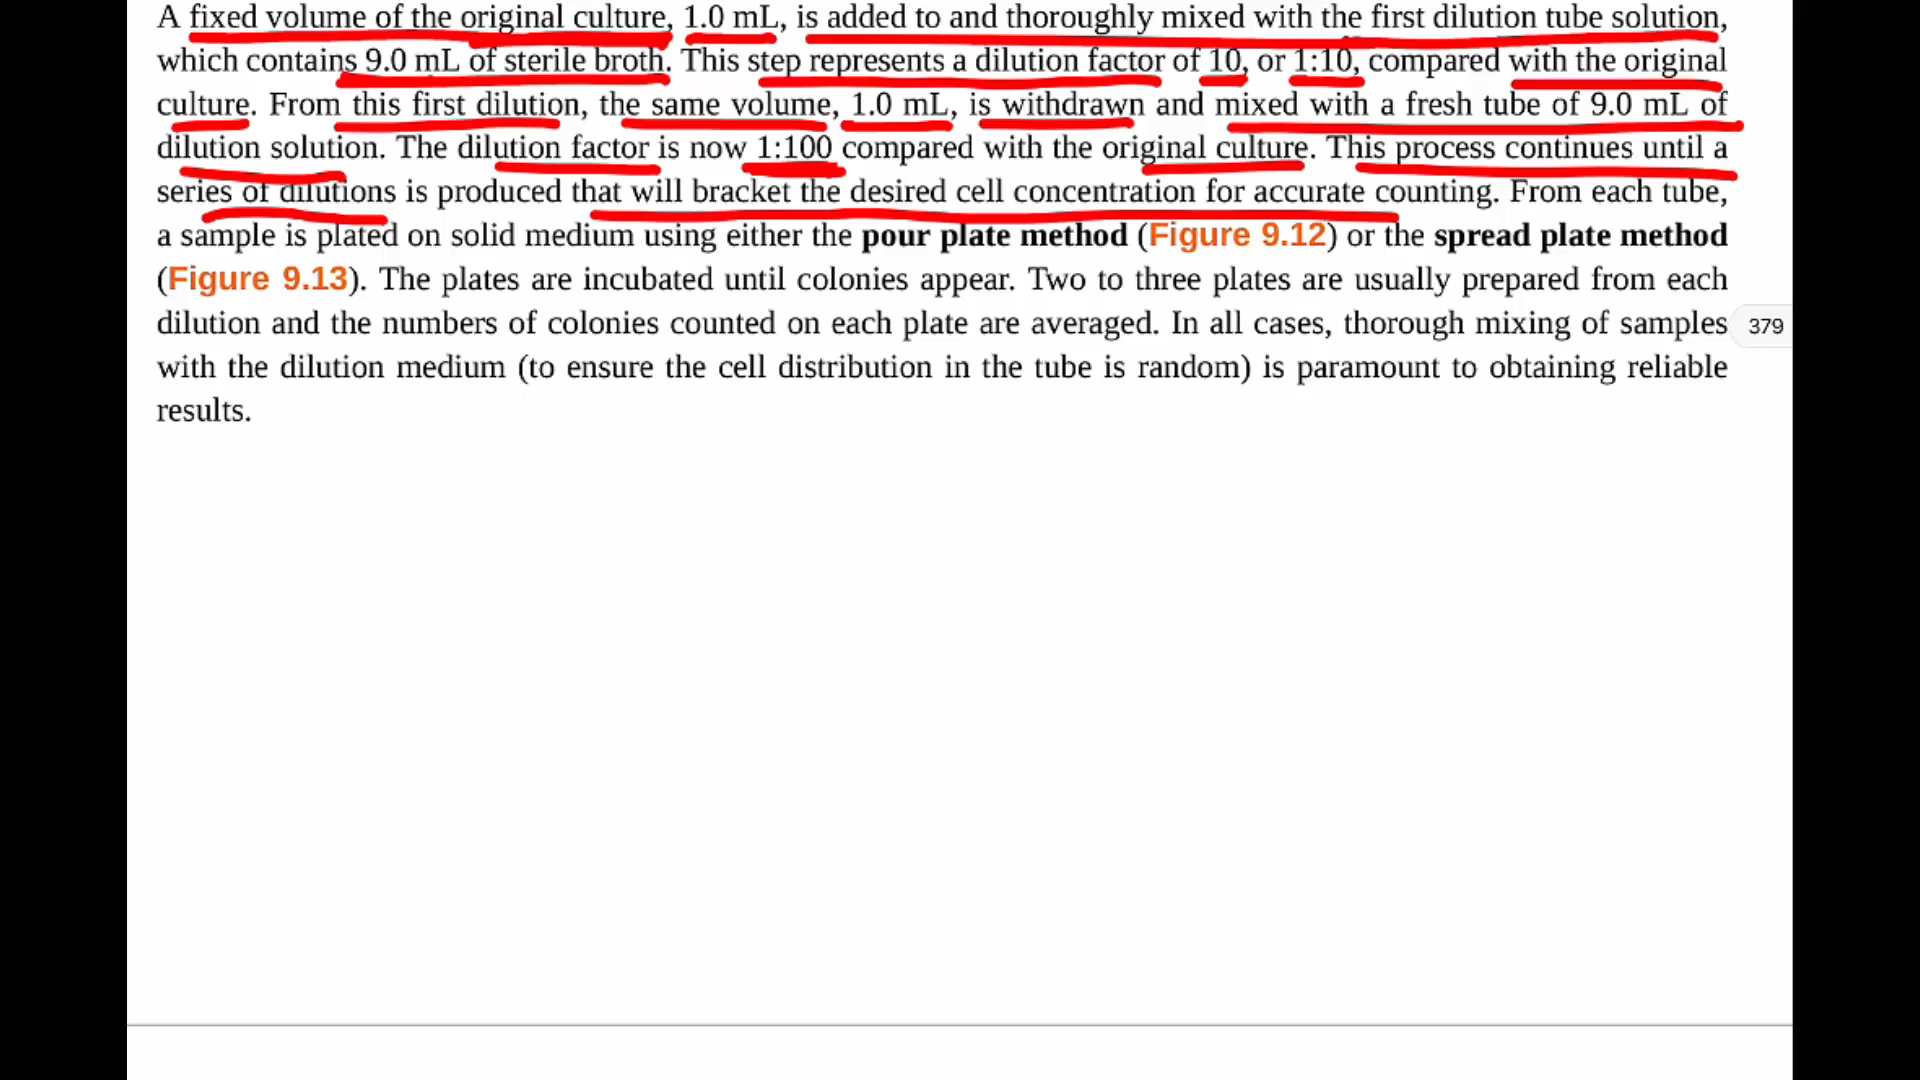 A fixed volume of the original culture, 1.0 mL, is added to and thoroughly mixed with the first dilution tube solution,
which contains 9.0 mL of sterile broth. This step represents a dilution factor of 10, or 1:10, compared with the original
culture. From this first dilution, the same volume, 1.0 mL, is withdrawn and mixed with a fresh tube of 9.0 mL of
dilution solution. The dilution factor is now 1:100 compared with the original culture. This process continues until a
series of dilutions is produced that will bracket the desired cell concentration for accurate counting. From each tube,
a sample is plated on solid medium using either the pour plate method (Figure 9.12) or the spread plate method
(Figure 9.13). The plates are incubated until colonies appear. Two to three plates are usually prepared from each
dilution and the numbers of colonies counted on each plate are averaged. In all cases, thorough mixing of samples
379
with the dilution medium (to ensure the cell distribution in the tube is random) is paramount to obtaining reliable
results.